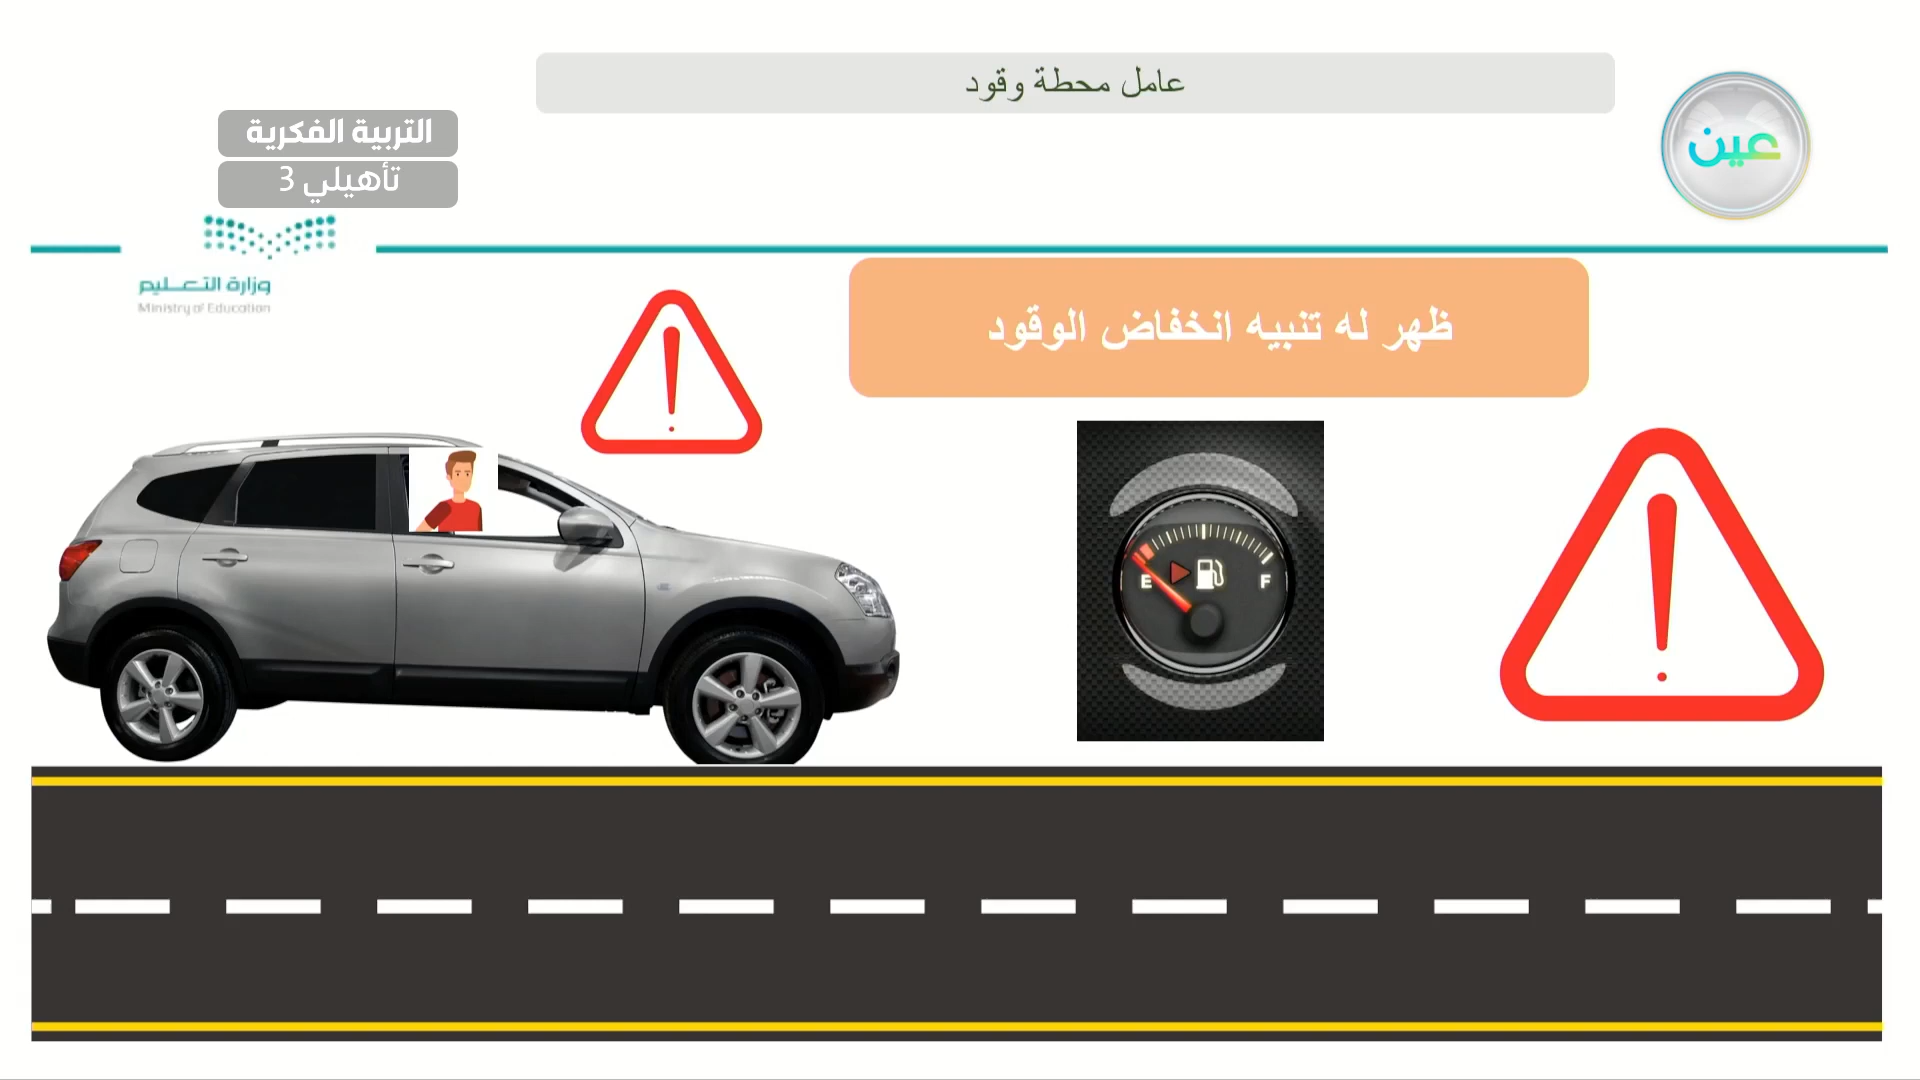 عامل محطة وقود
عين
التربية الفكرية
تأهيلي 3
وزارة التعليم
Ministry of Education
ظهر له تنبيه انخفاض الوقود
E
F